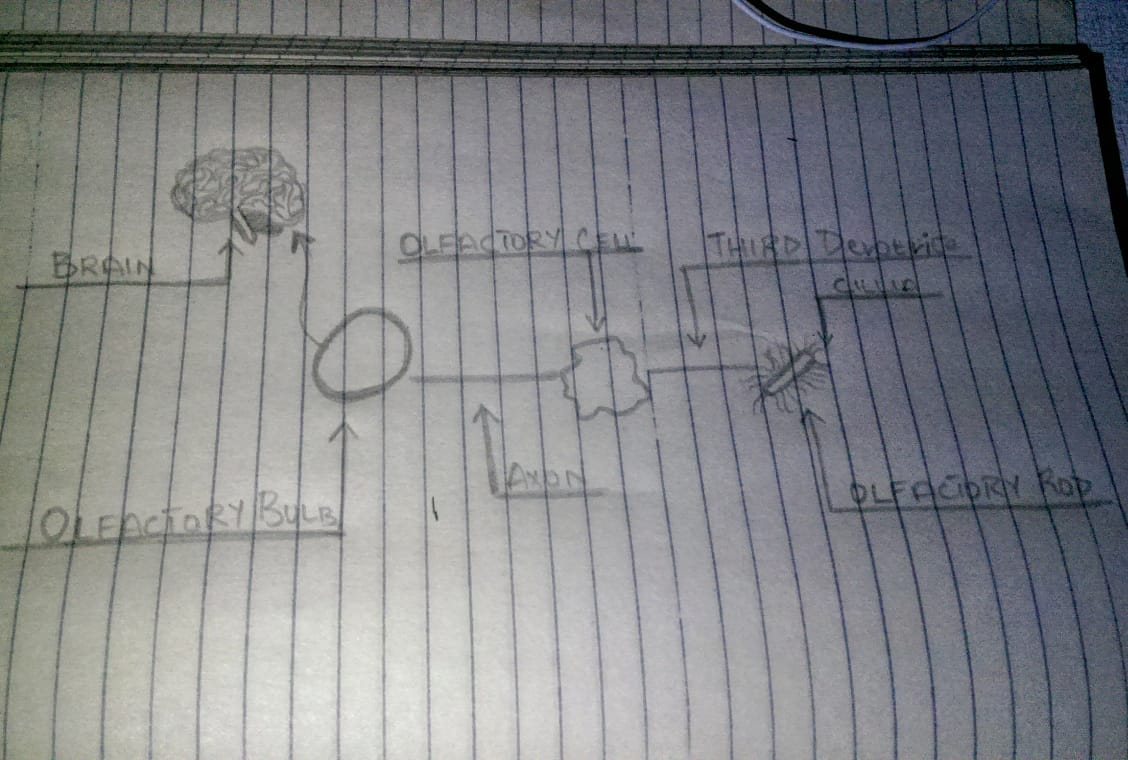 OLFACTORY CELL
THIRD Dendrite
BRAIN
CILLIA
AXON
OLFACTORY ROD
OLFACTORY BULB